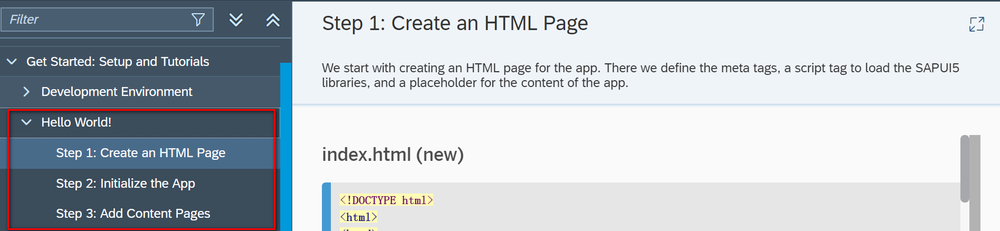 Filter
Get Started: Setup and Tutorials
Development Environment
Hello World!
Step 1: Create an HTML Page
Step 2: Initialize the App
Step 3: Add Content Pages
Step 1: Create an HTML Page
We start with creating an HTML page for the app. There we define the meta tags, a script tag to load the SAPUI5
libraries, and a placeholder for the content of the app.
index.html (new)
<!DOCTYPE html>
<html>